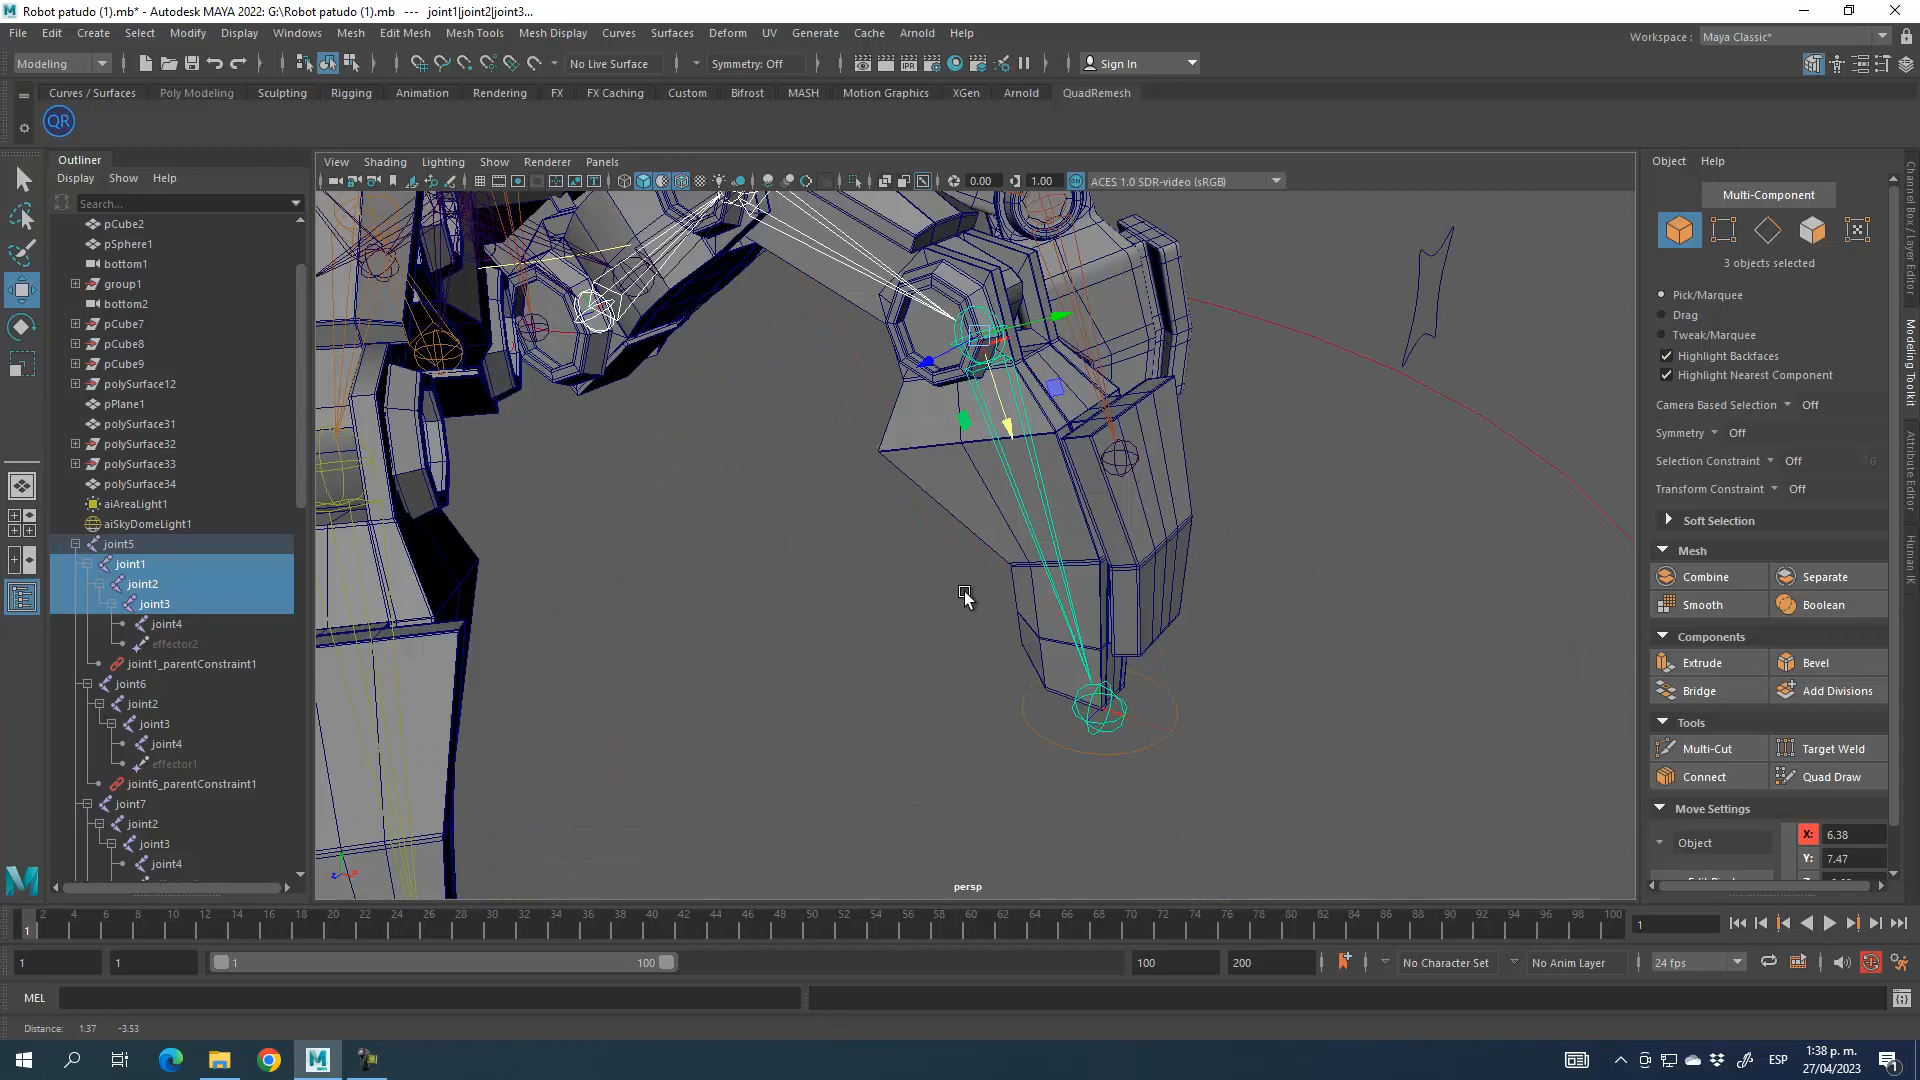 Robot patudo (1).mb* - Autodesk MAYA 2022: G:\Robot patudo (1).mb   ---   joint1|joint2|joint3...
File Edit Create Select Modify Display Windows Mesh Edit Mesh Mesh Tools Mesh Display Curves Surfaces Deform UV Generate Cache Arnold Help
Workspace : Maya Classic*
Modeling No Live Surface Symmetry: Off IPR Sign In
Curves / Surfaces Poly Modeling Sculpting Rigging Animation Rendering FX FX Caching Custom Bifrost MASH Motion Graphics XGen Arnold QuadRemesh
QR
Outliner
Display Show Help
Search...
pCube2
pSphere1
bottom1
group1
bottom2
pCube7
pCube8
pCube9
polySurface12
pPlane1
polySurface31
polySurface32
polySurface33
polySurface34
aiAreaLight1
aiSkyDomeLight1
joint5
joint1
joint2
joint3
joint4
effector2
joint1_parentConstraint1
joint6
joint2
joint3
joint4
effector1
joint6_parentConstraint1
joint7
joint2
joint3
joint4
View Shading Lighting Show Renderer Panels
0.00 1.00 ACES 1.0 SDR-video (sRGB)
persp
Object Help
Multi-Component
3 objects selected
Pick/Marquee
Drag
Tweak/Marquee
Highlight Backfaces
Highlight Nearest Component
Camera Based Selection Off
Symmetry Off
Selection Constraint Off 0
Transform Constraint Off
Soft Selection
Mesh
Combine Separate
Smooth Boolean
Components
Extrude Bevel
Bridge Add Divisions
Tools
Multi-Cut Target Weld
Connect Quad Draw
Move Settings
Object X: 6.38
Y: 7.47
Channel Box / Layer Editor
Modeling Toolkit
Attribute Editor
Human IK
2 4 6 8 10 12 14 16 18 20 22 24 26 28 30 32 34 36 38 40 42 44 46 48 50 52 54 56 58 60 62 64 66 68 70 72 74 76 78 80 82 84 86 88 90 92 94 96 98 100
1 1
1 1 1 100 100 200 No Character Set No Anim Layer 24 fps
MEL
Distance: 1.37 -3.53
ESP 1:38 p. m.
27/04/2023
1